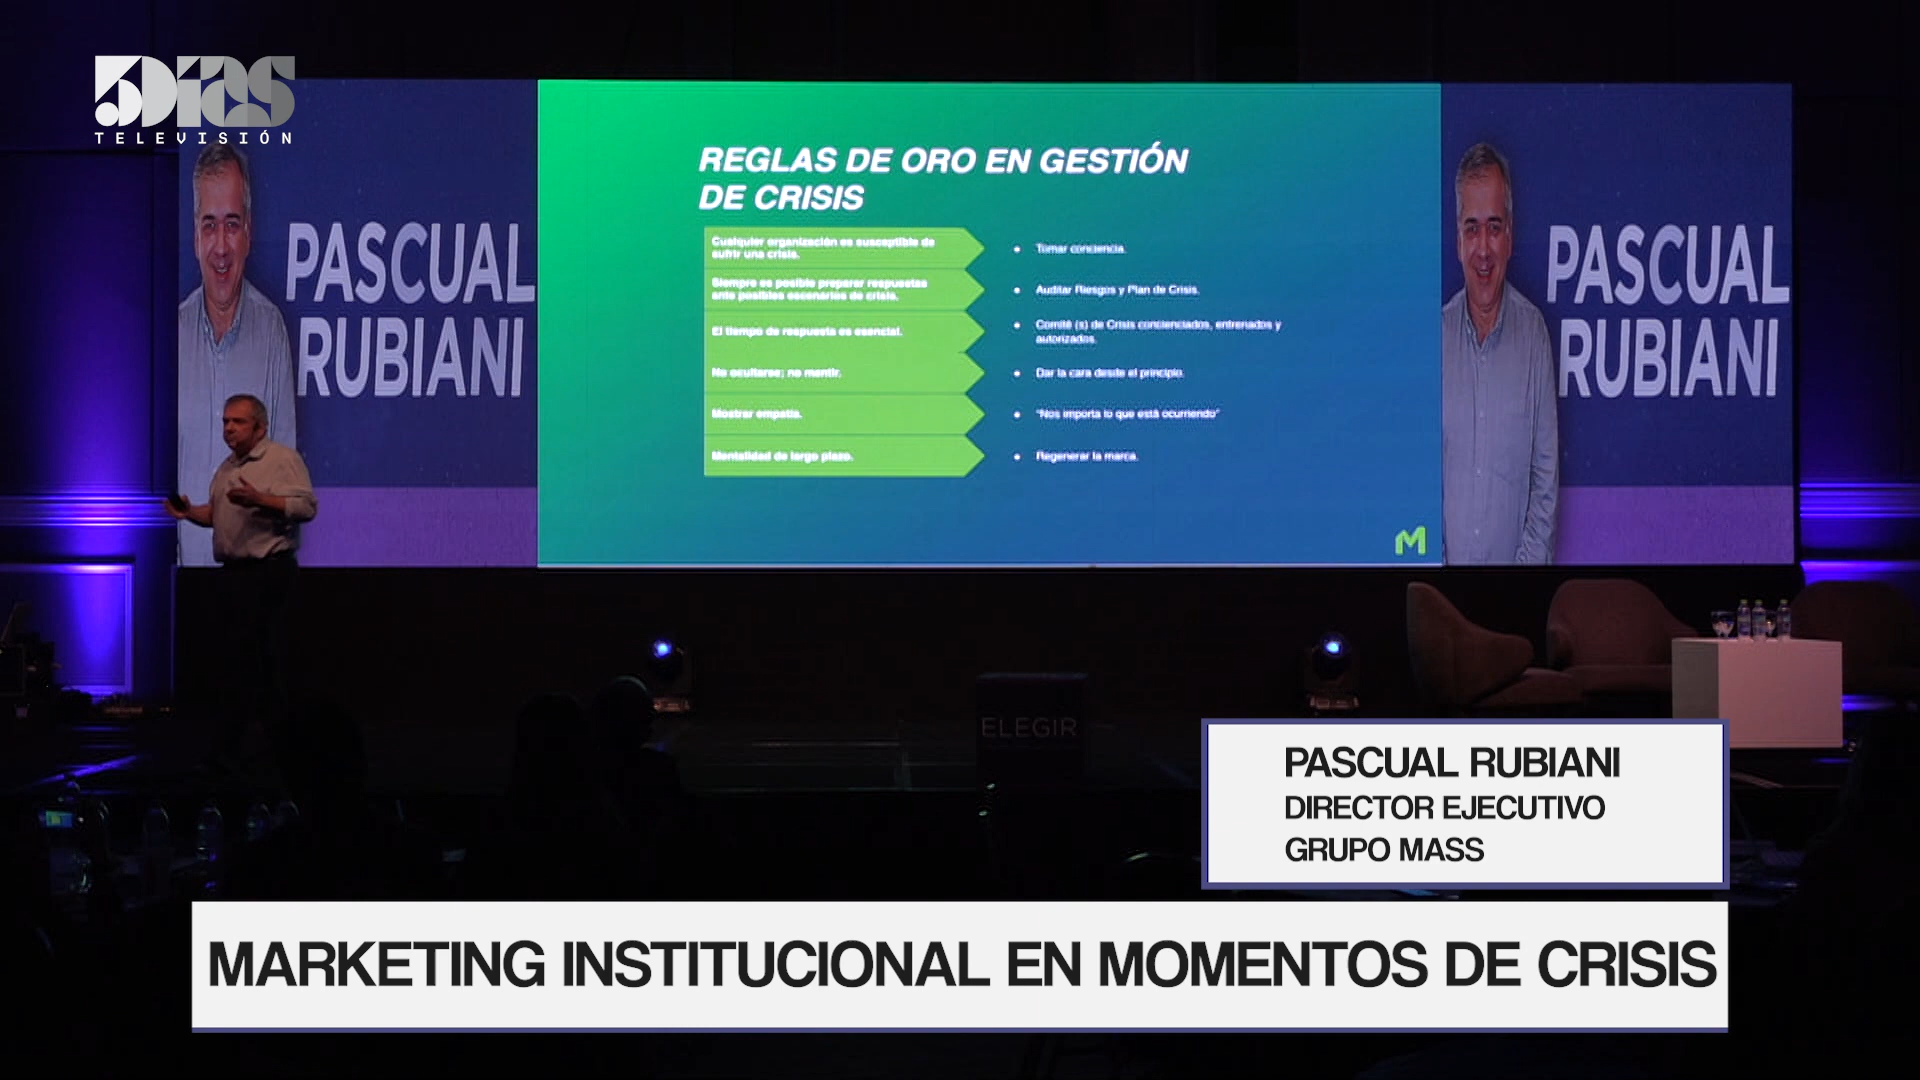 5Días
TELEVISIÓN
PASCUAL
RUBIANI
REGLAS DE ORO EN GESTIÓN
DE CRISIS
Cualquier organización es susceptible de
sufrir una crisis.
Tomar conciencia.
Siempre es posible preparar respuestas
ante posibles escenarios de crisis.
Auditar Riesgos y Plan de Crisis.
El tiempo de respuesta es esencial.
Comité (s) de Crisis concienciados, entrenados y
autorizados.
No ocultarse; no mentir.
Dar la cara desde el principio.
Mostrar empatía.
"Nos importa lo que está ocurriendo"
Mentalidad de largo plazo.
Regenerar la marca.
M
PASCUAL
RUBIANI
ELEGIR
PASCUAL RUBIANI
DIRECTOR EJECUTIVO
GRUPO MASS
MARKETING INSTITUCIONAL EN MOMENTOS DE CRISIS